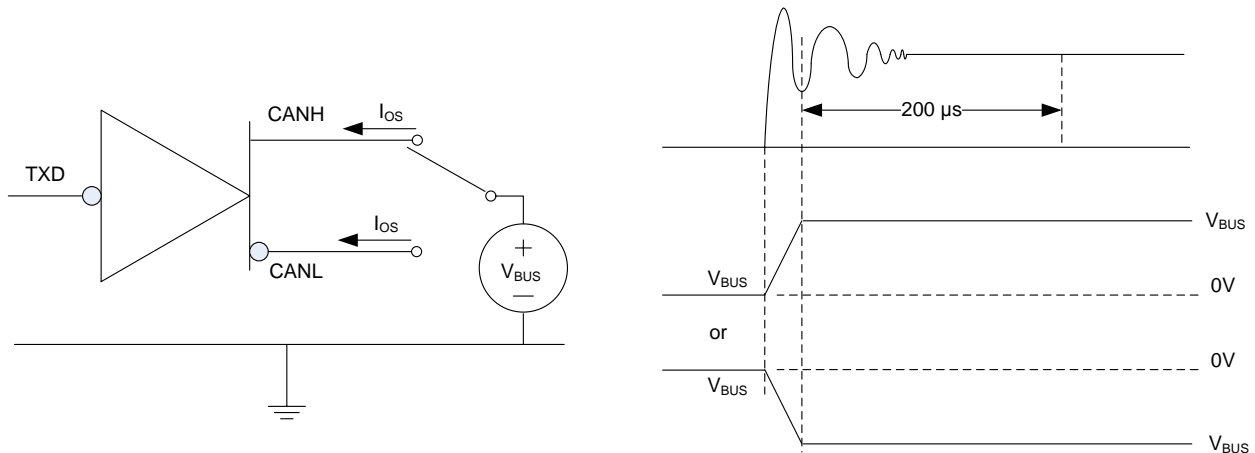 TXD
CANH
I_OS
I_OS
CANL
+
V_BUS
—
200 µs
V_BUS
V_BUS
0V
or
0V
V_BUS
V_BUS